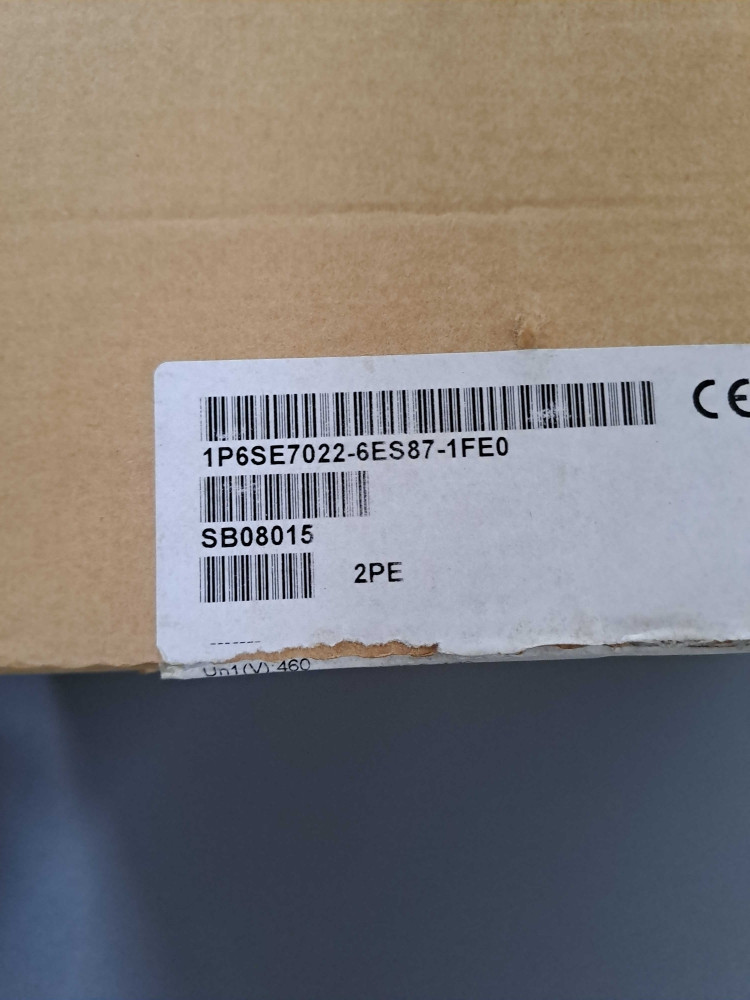 CE
1P6SE7022-6ES87-1FE0
SB08015
2PE
-------
Un1(V):460